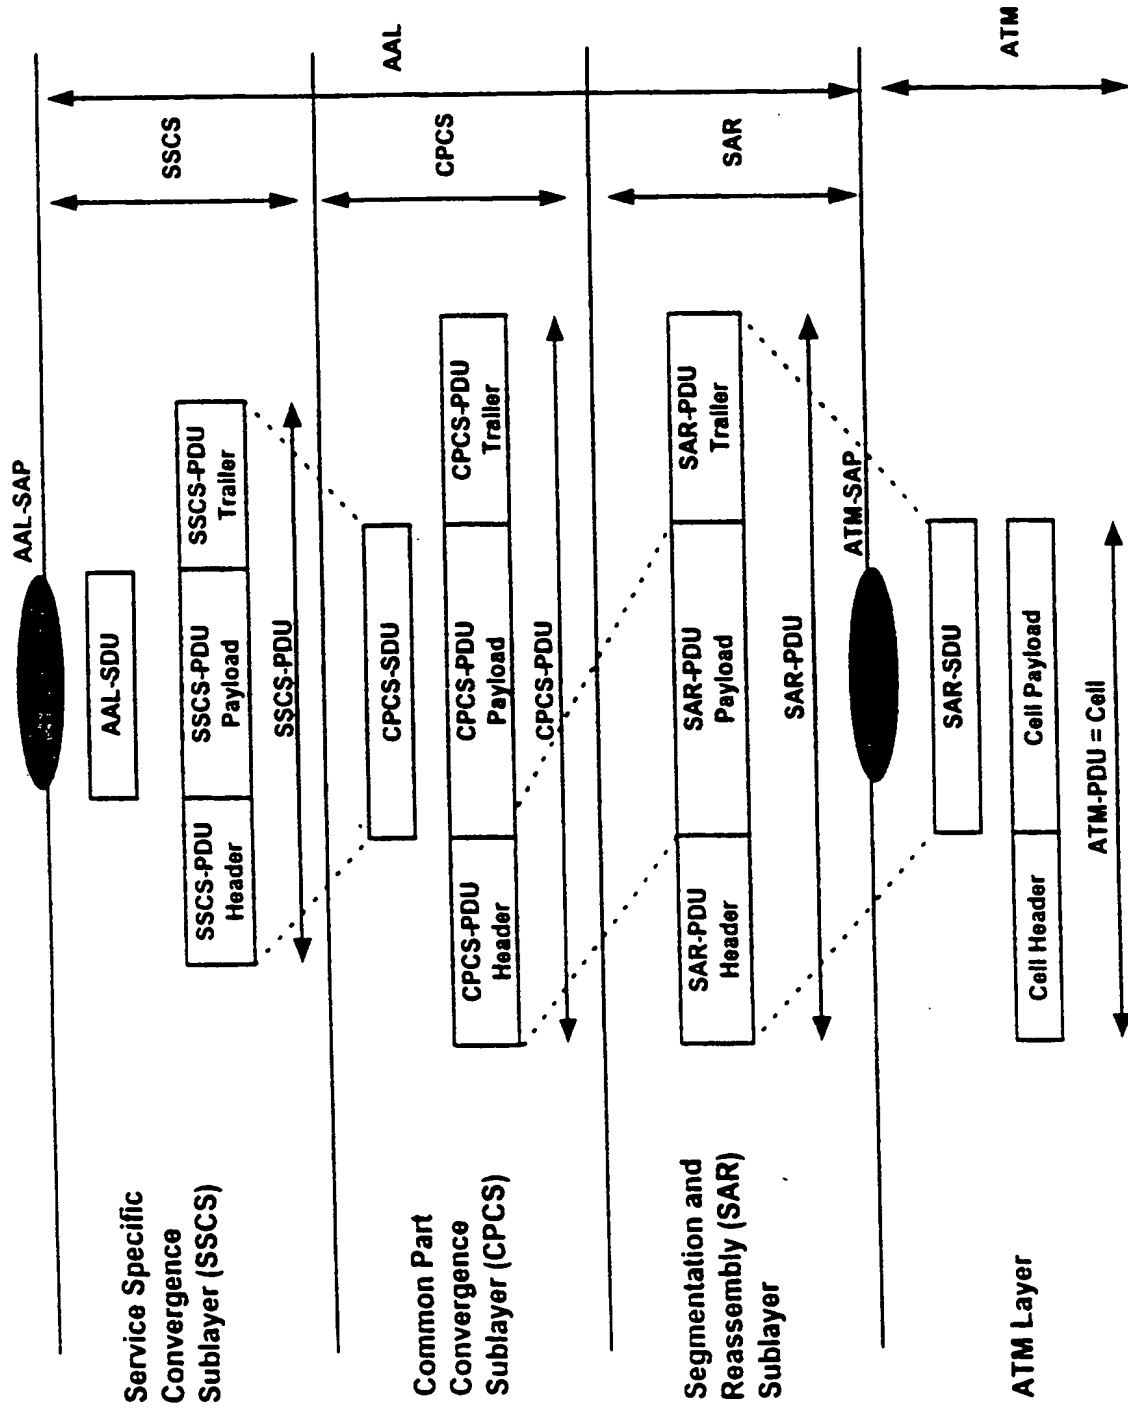 AAL-SAP
Service Specific
Convergence
Sublayer (SSCS)
AAL-SDU
SSCS-PDU
Header
SSCS-PDU
Payload
SSCS-PDU
Trailer
SSCS-PDU
SSCS
AAL
Common Part
Convergence
Sublayer (CPCS)
CPCS-SDU
CPCS-PDU
Header
CPCS-PDU
Payload
CPCS-PDU
Trailer
CPCS-PDU
CPCS
Segmentation and
Reassembly (SAR)
Sublayer
SAR-PDU
Header
SAR-PDU
Payload
SAR-PDU
Trailer
SAR-PDU
SAR
ATM-SAP
ATM Layer
SAR-SDU
Cell Header
Cell Payload
ATM-PDU = Cell
ATM